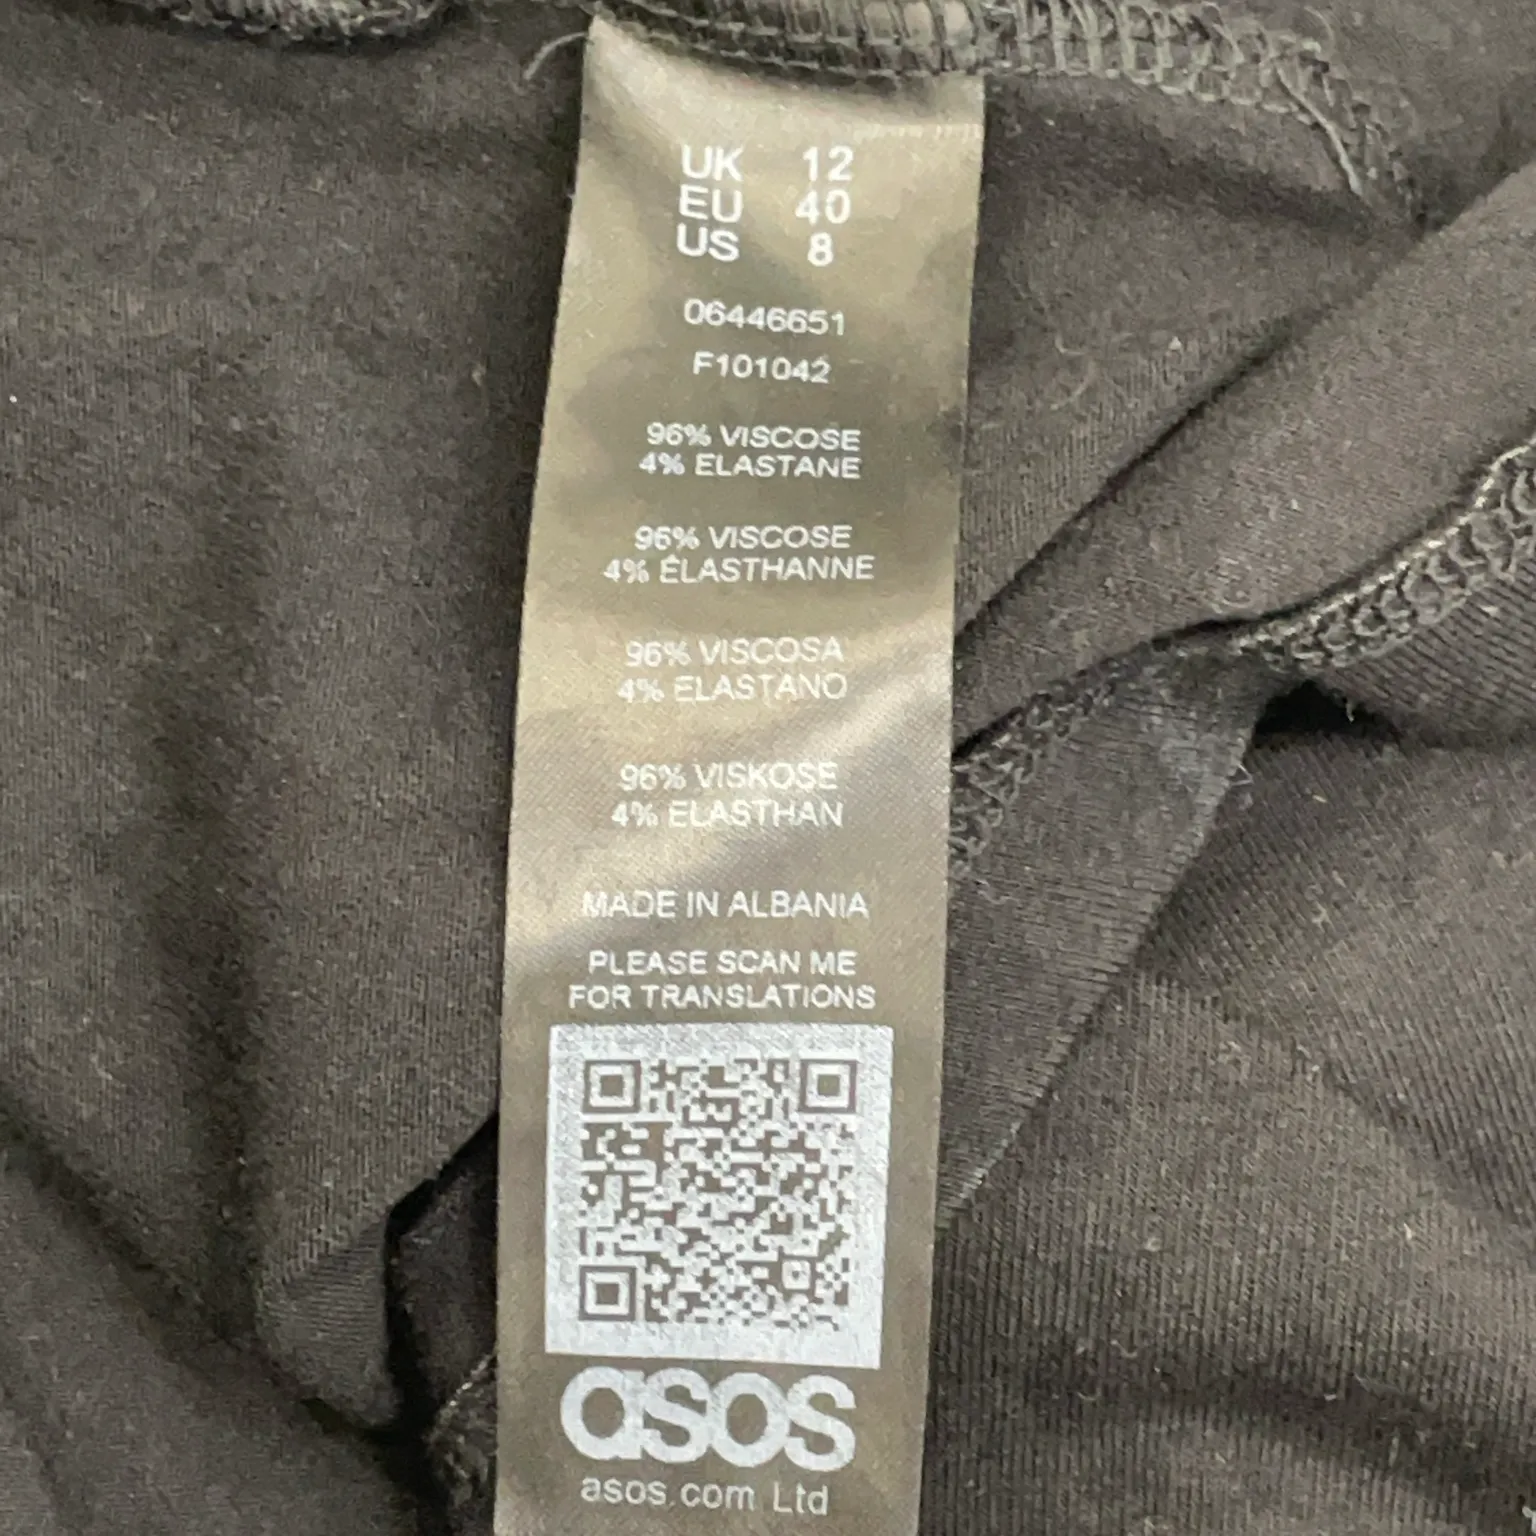 UK 12
EU 40
US 8
06446651
F101042
96% VISCOSE
4% ELASTANE
96% VISCOSE
4% ÉLASTHANNE
96% VISCOSA
4% ELASTANO
96% VISKOSE
4% ELASTHAN
MADE IN ALBANIA
PLEASE SCAN ME
FOR TRANSLATIONS
asos
asos.com Ltd